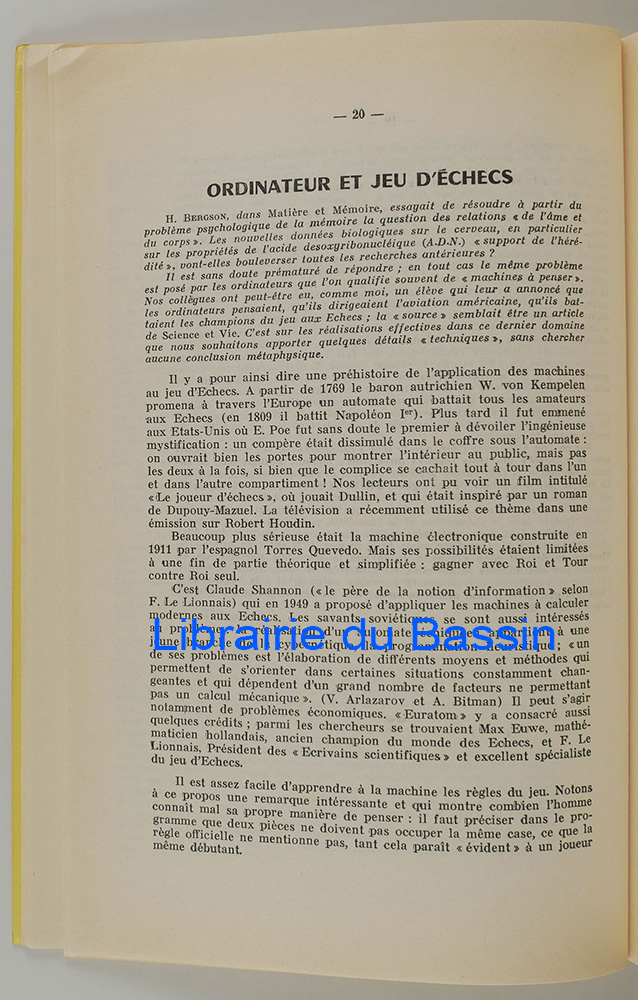 — 20 —
ORDINATEUR ET JEU D'ÉCHECS
H. BERGSON, dans Matière et Mémoire, essayait de résoudre à partir du
problème psychologique de la mémoire la question des relations « de l'âme et
du corps ». Les nouvelles données biologiques sur le cerveau, en particulier
sur les propriétés de l'acide desoxyribonucléique (A.D.N.) « support de l'héré-
dité », vont-elles bouleverser toutes les recherches antérieures ?
Il est sans doute prématuré de répondre ; en tout cas le même problème
est posé par les ordinateurs que l'on qualifie souvent de « machines à penser ».
Nos collègues ont peut-être eu, comme moi, un élève qui leur a annoncé que
les ordinateurs pensaient, qu'ils dirigeaient l'aviation américaine, qu'ils bat-
taient les champions du jeu aux Echecs ; la « source » semblait être un article
de Science et Vie. C'est sur les réalisations effectives dans ce dernier domaine
que nous souhaitons apporter quelques détails « techniques », sans chercher
aucune conclusion métaphysique.
Il y a pour ainsi dire une préhistoire de l'application des machines
au jeu d'Echecs. A partir de 1769 le baron autrichien W. von Kempelen
promena à travers l'Europe un automate qui battait tous les amateurs
aux Echecs (en 1809 il battit Napoléon Ier). Plus tard il fut emmené
aux Etats-Unis où E. Poe fut sans doute le premier à dévoiler l'ingénieuse
mystification : un compère était dissimulé dans le coffre sous l'automate :
on ouvrait bien les portes pour montrer l'intérieur au public, mais pas
les deux à la fois, si bien que le complice se cachait tout à tour dans l'un
et dans l'autre compartiment ! Nos lecteurs ont pu voir un film intitulé
« Le joueur d'échecs », où jouait Dullin, et qui était inspiré par un roman
de Dupouy-Mazuel. La télévision a récemment utilisé ce thème dans une
émission sur Robert Houdin.
Beaucoup plus sérieuse était la machine électronique construite en
1911 par l'espagnol Torres Quevedo. Mais ses possibilités étaient limitées
à une fin de partie théorique et simplifiée : gagner avec Roi et Tour
contre Roi seul.
C'est Claude Shannon (« le père de la notion d'information » selon
F. Le Lionnais) qui en 1949 a proposé d'appliquer les machines à calculer
modernes aux Echecs. Les savants soviétiques se sont aussi intéressés
Librairie du Bassin
à une
« un
de ses problèmes est l'élaboration de différents moyens et méthodes qui
permettent de s'orienter dans certaines situations constamment chan-
geantes et qui dépendent d'un grand nombre de facteurs ne permettant
pas un calcul mécanique ». (V. Arlazarov et A. Bitman) Il peut s'agir
notamment de problèmes économiques. « Euratom » y a consacré aussi
quelques crédits ; parmi les chercheurs se trouvaient Max Euwe, mathé-
maticien hollandais, ancien champion du monde des Echecs, et F. Le
Lionnais, Président des « Ecrivains scientifiques » et excellent spécialiste
du jeu d'Echecs.
Il est assez facile d'apprendre à la machine les règles du jeu. Notons
à ce propos une remarque intéressante et qui montre combien l'homme
connaît mal sa propre manière de penser : il faut préciser dans le pro-
gramme que deux pièces ne doivent pas occuper la même case, ce que la
règle officielle ne mentionne pas, tant cela paraît « évident » à un joueur
même débutant.